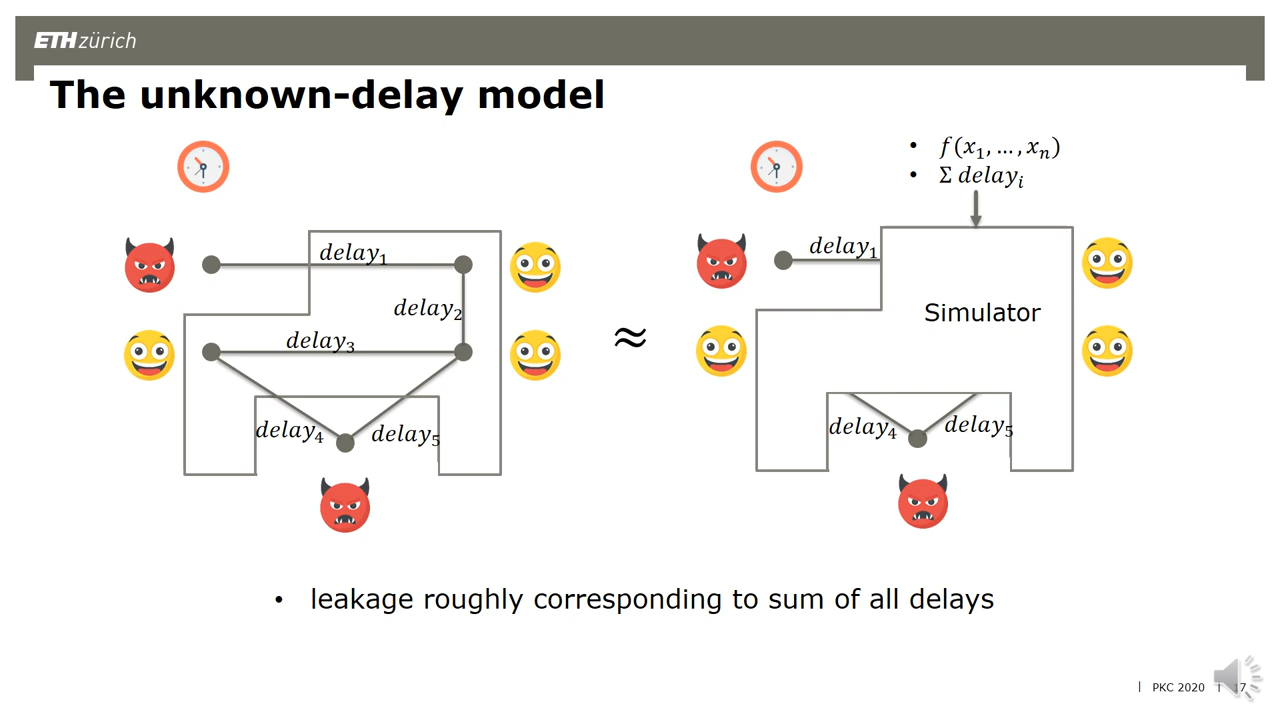 ETH zürich
The unknown-delay model
• f(x₁, ..., xₙ)
• Σ delayᵢ
delay₁
delay₂
delay₃
delay₄
delay₅
≈
delay₁
Simulator
delay₄
delay₅
• leakage roughly corresponding to sum of all delays
| PKC 2020 | 17